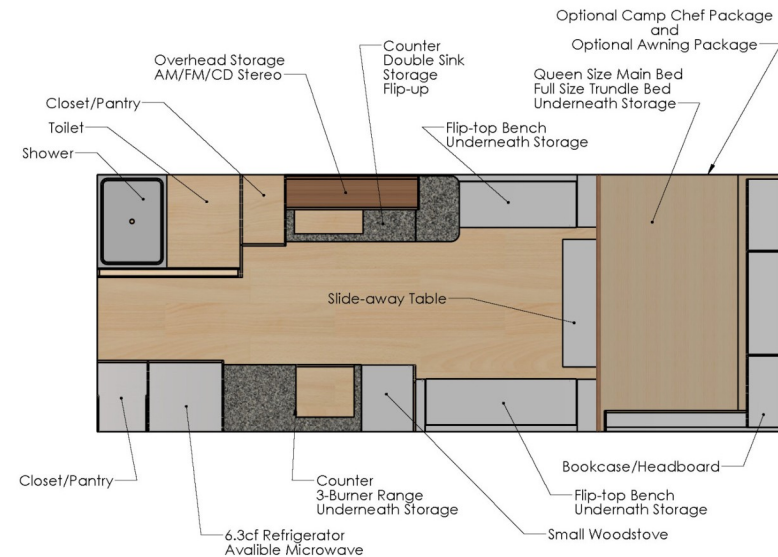 Optional Camp Chef Package
and
Optional Awning Package
Overhead Storage
AM/FM/CD Stereo
Counter
Double Sink
Storage
Flip-up
Queen Size Main Bed
Full Size Trundle Bed
Underneath Storage
Closet/Pantry
Toilet
Shower
Flip-top Bench
Underneath Storage
Slide-away Table
Closet/Pantry
6.3cf Refrigerator
Avalible Microwave
Counter
3-Burner Range
Underneath Storage
Small Woodstove
Flip-top Bench
Undernath Storage
Bookcase/Headboard